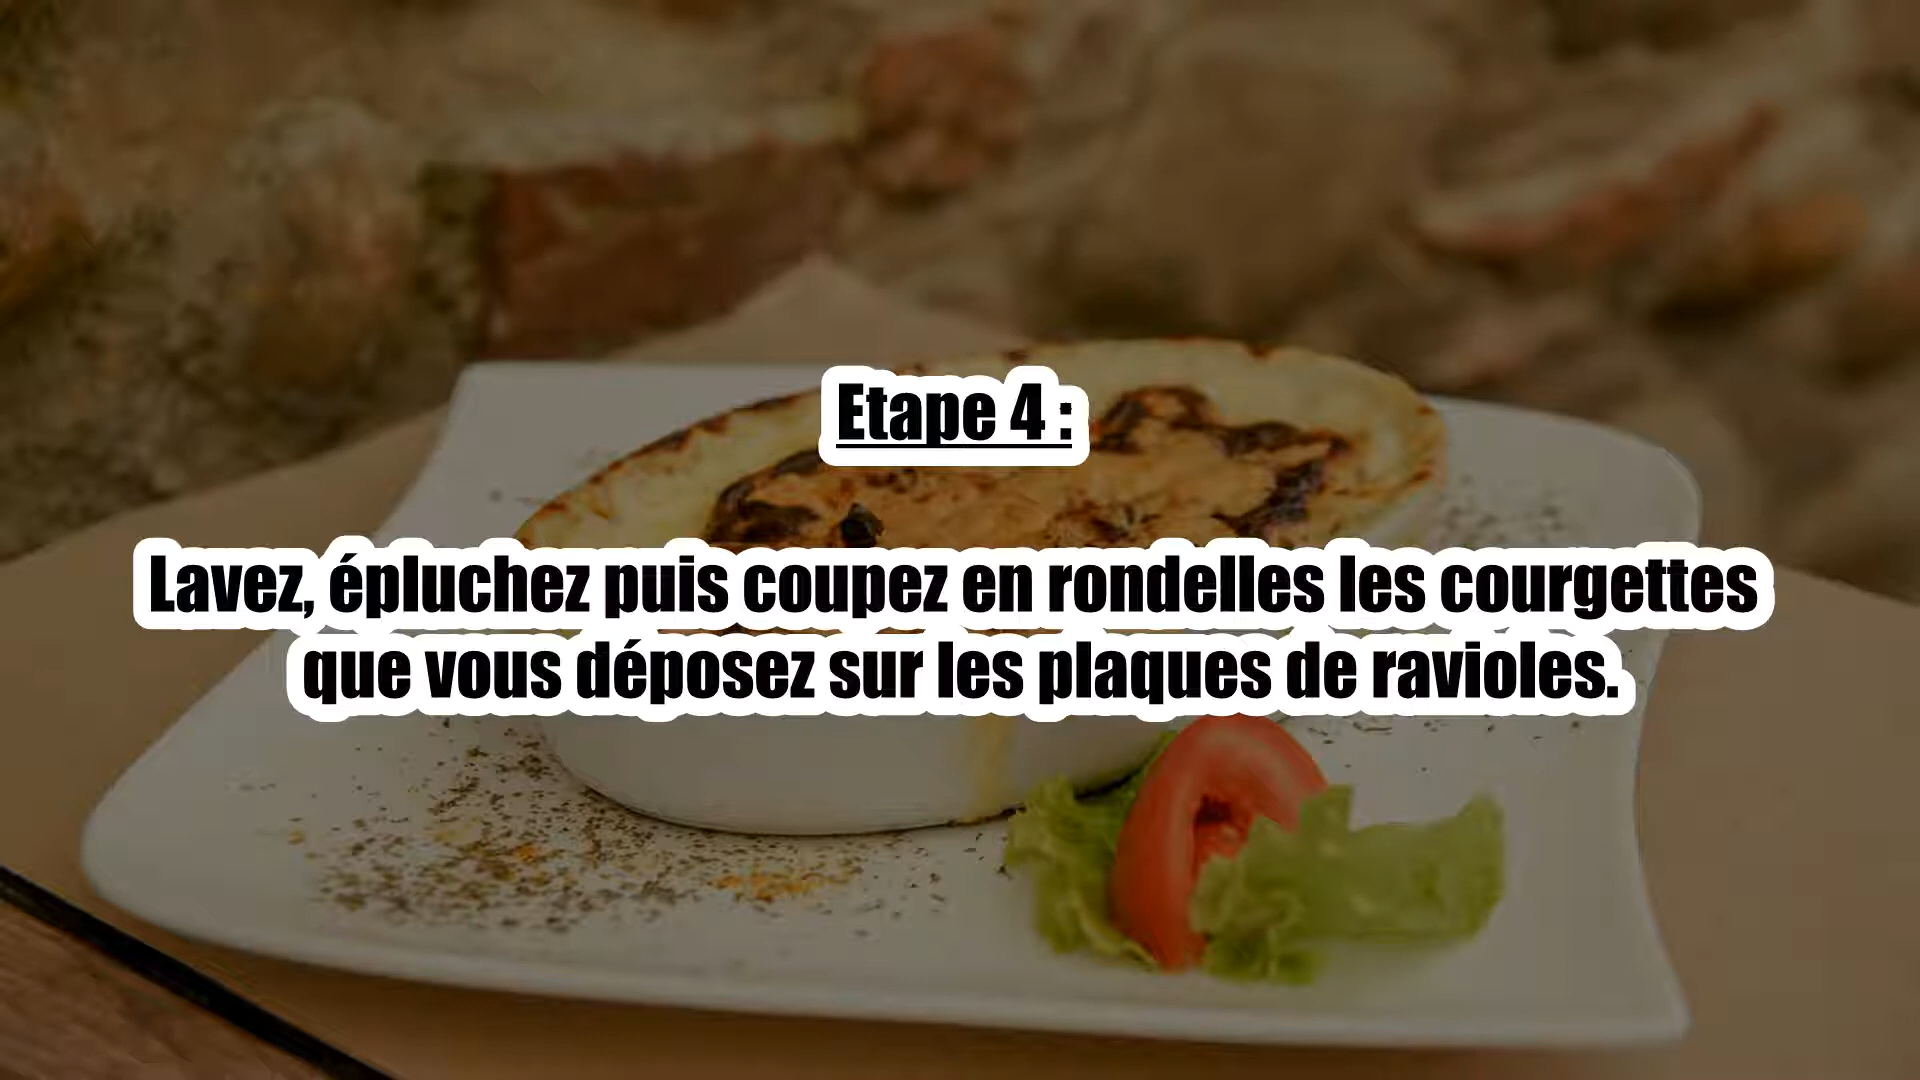 Etape 4 :
Lavez, épluchez puis coupez en rondelles les courgettes
que vous déposez sur les plaques de ravioles.